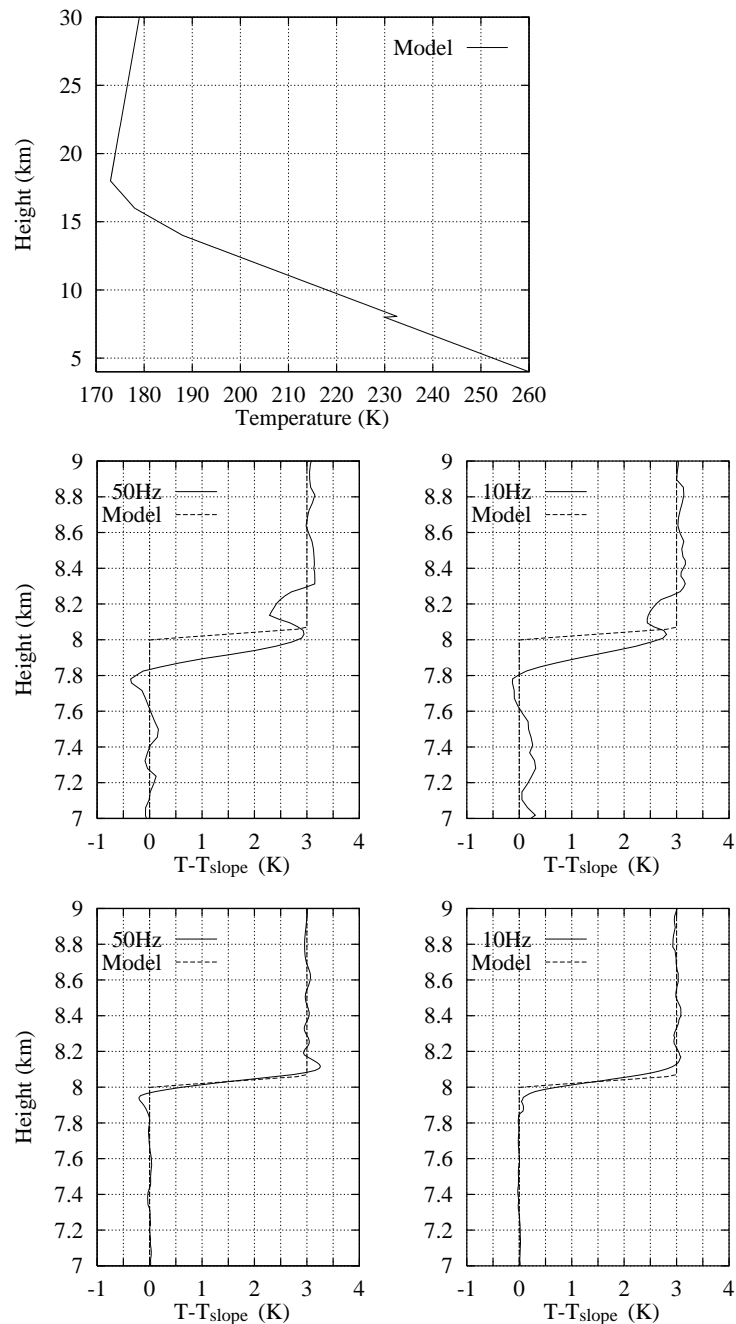 30
25
20
15
10
5
Height (km)
Model
170 180 190 200 210 220 230 240 250 260
Temperature (K)
9
8.8
8.6
8.4
8.2
8
7.8
7.6
7.4
7.2
7
Height (km)
50Hz
Model
-1 0 1 2 3 4
T-Tslope (K)
9
8.8
8.6
8.4
8.2
8
7.8
7.6
7.4
7.2
7
10Hz
Model
-1 0 1 2 3 4
T-Tslope (K)
9
8.8
8.6
8.4
8.2
8
7.8
7.6
7.4
7.2
7
Height (km)
50Hz
Model
-1 0 1 2 3 4
T-Tslope (K)
9
8.8
8.6
8.4
8.2
8
7.8
7.6
7.4
7.2
7
10Hz
Model
-1 0 1 2 3 4
T-Tslope (K)